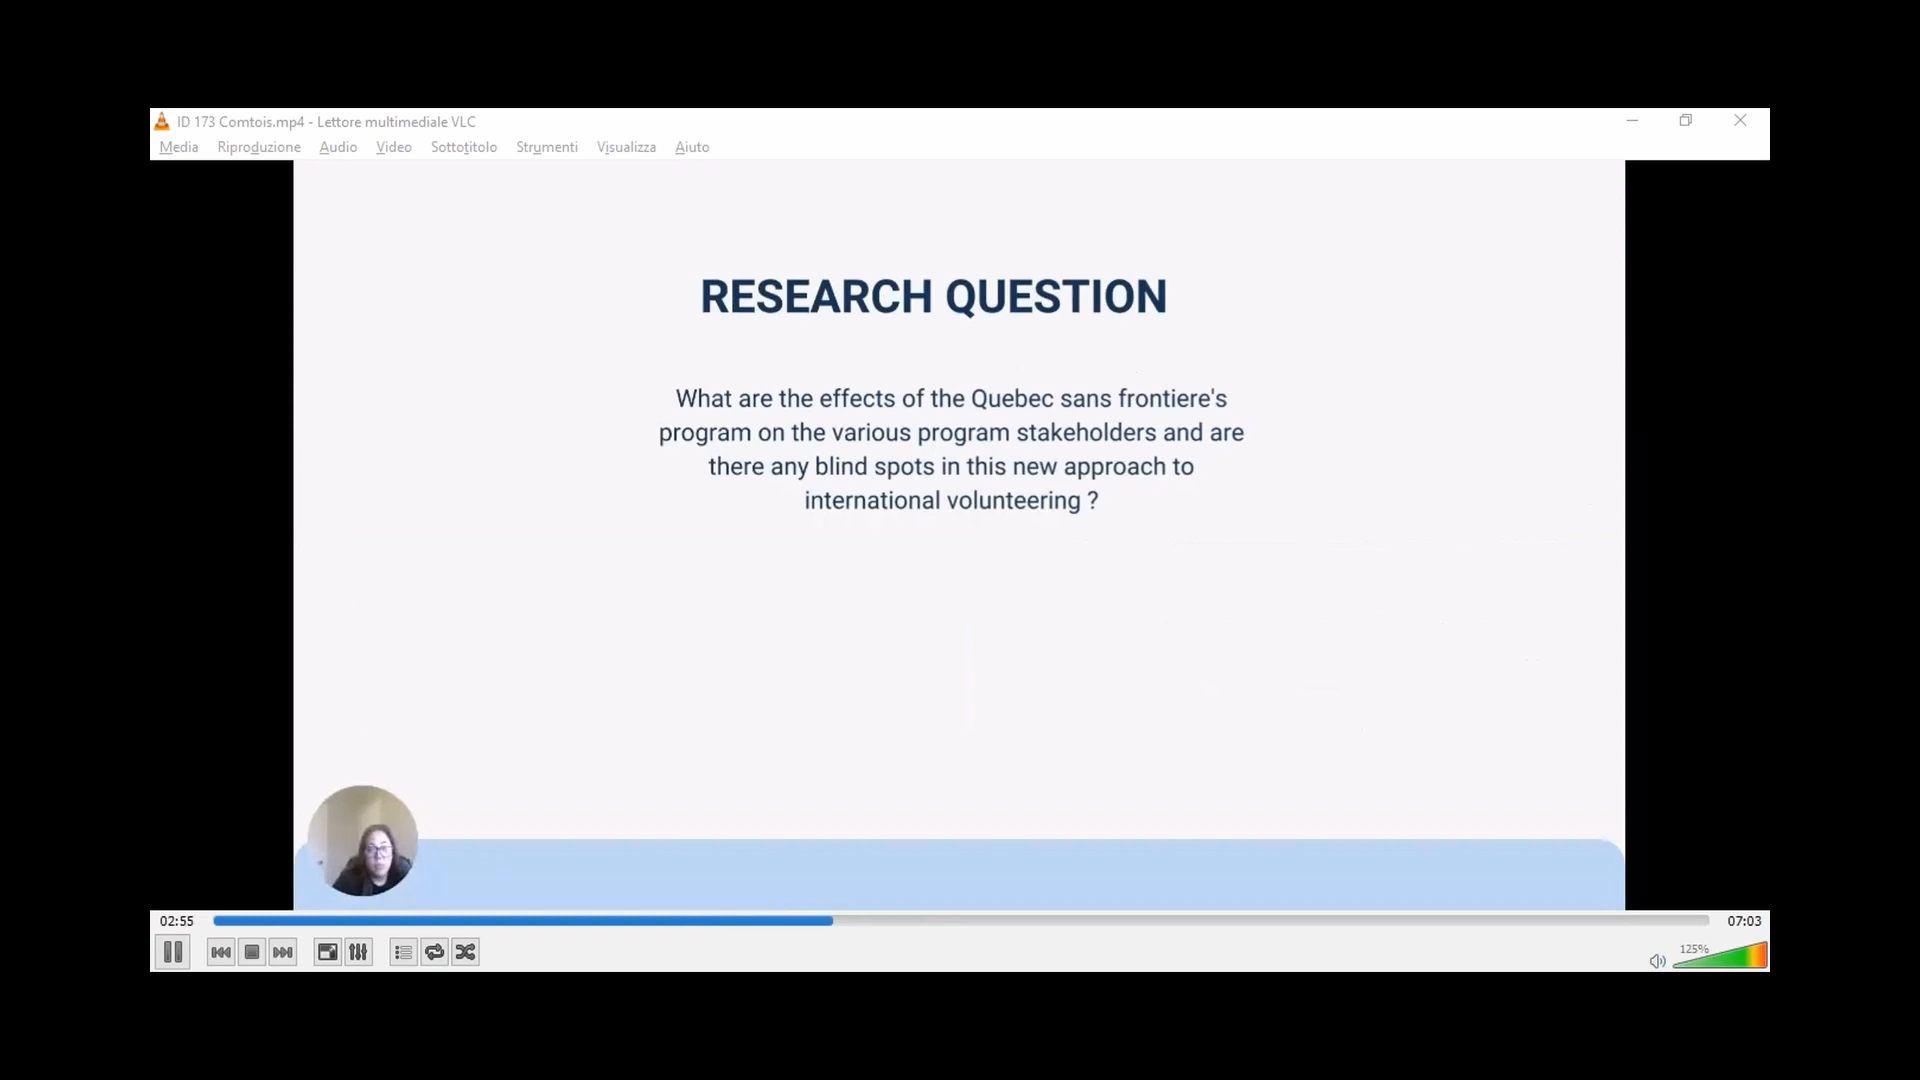 ID 173 Comtois.mp4 - Lettore multimediale VLC
Media Riproduzione Audio Video Sottotitolo Strumenti Visualizza Aiuto
RESEARCH QUESTION
What are the effects of the Quebec sans frontiere's
program on the various program stakeholders and are
there any blind spots in this new approach to
international volunteering ?
02:55
07:03
125%